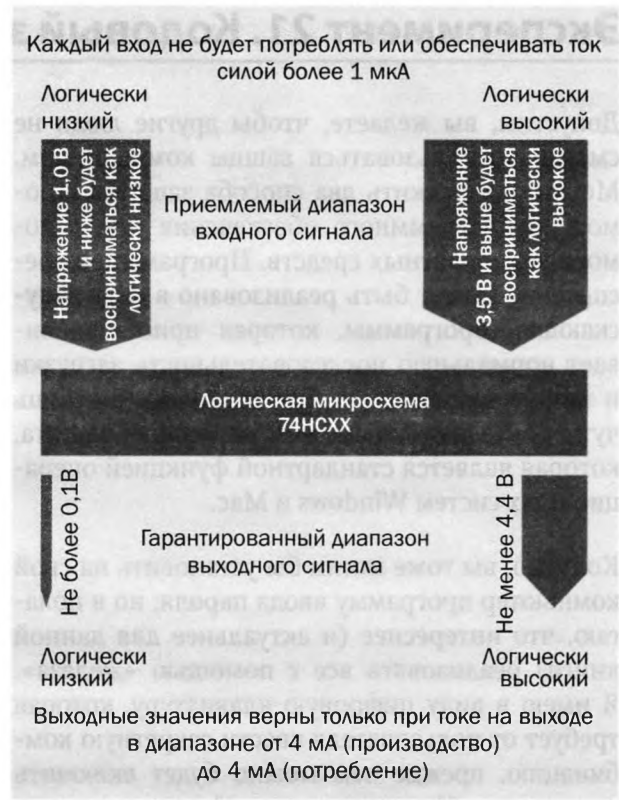 Каждый вход не будет потреблять или обеспечивать ток
силой более 1 мкА
Логически
низкий
Логически
высокий
Напряжение 1,0 В
и ниже будет
восприниматься как
логически низкое
Приемлемый диапазон
входного сигнала
Напряжение
3,5 В и выше будет
восприниматься
как логически
высокое
Логическая микросхема
74НСХХ
Не более 0,1В
Гарантированный диапазон
выходного сигнала
Не менее 4,4 В
Логически
низкий
Логически
высокий
Выходные значения верны только при токе на выходе
в диапазоне от 4 мА (производство)
до 4 мА (потребление)